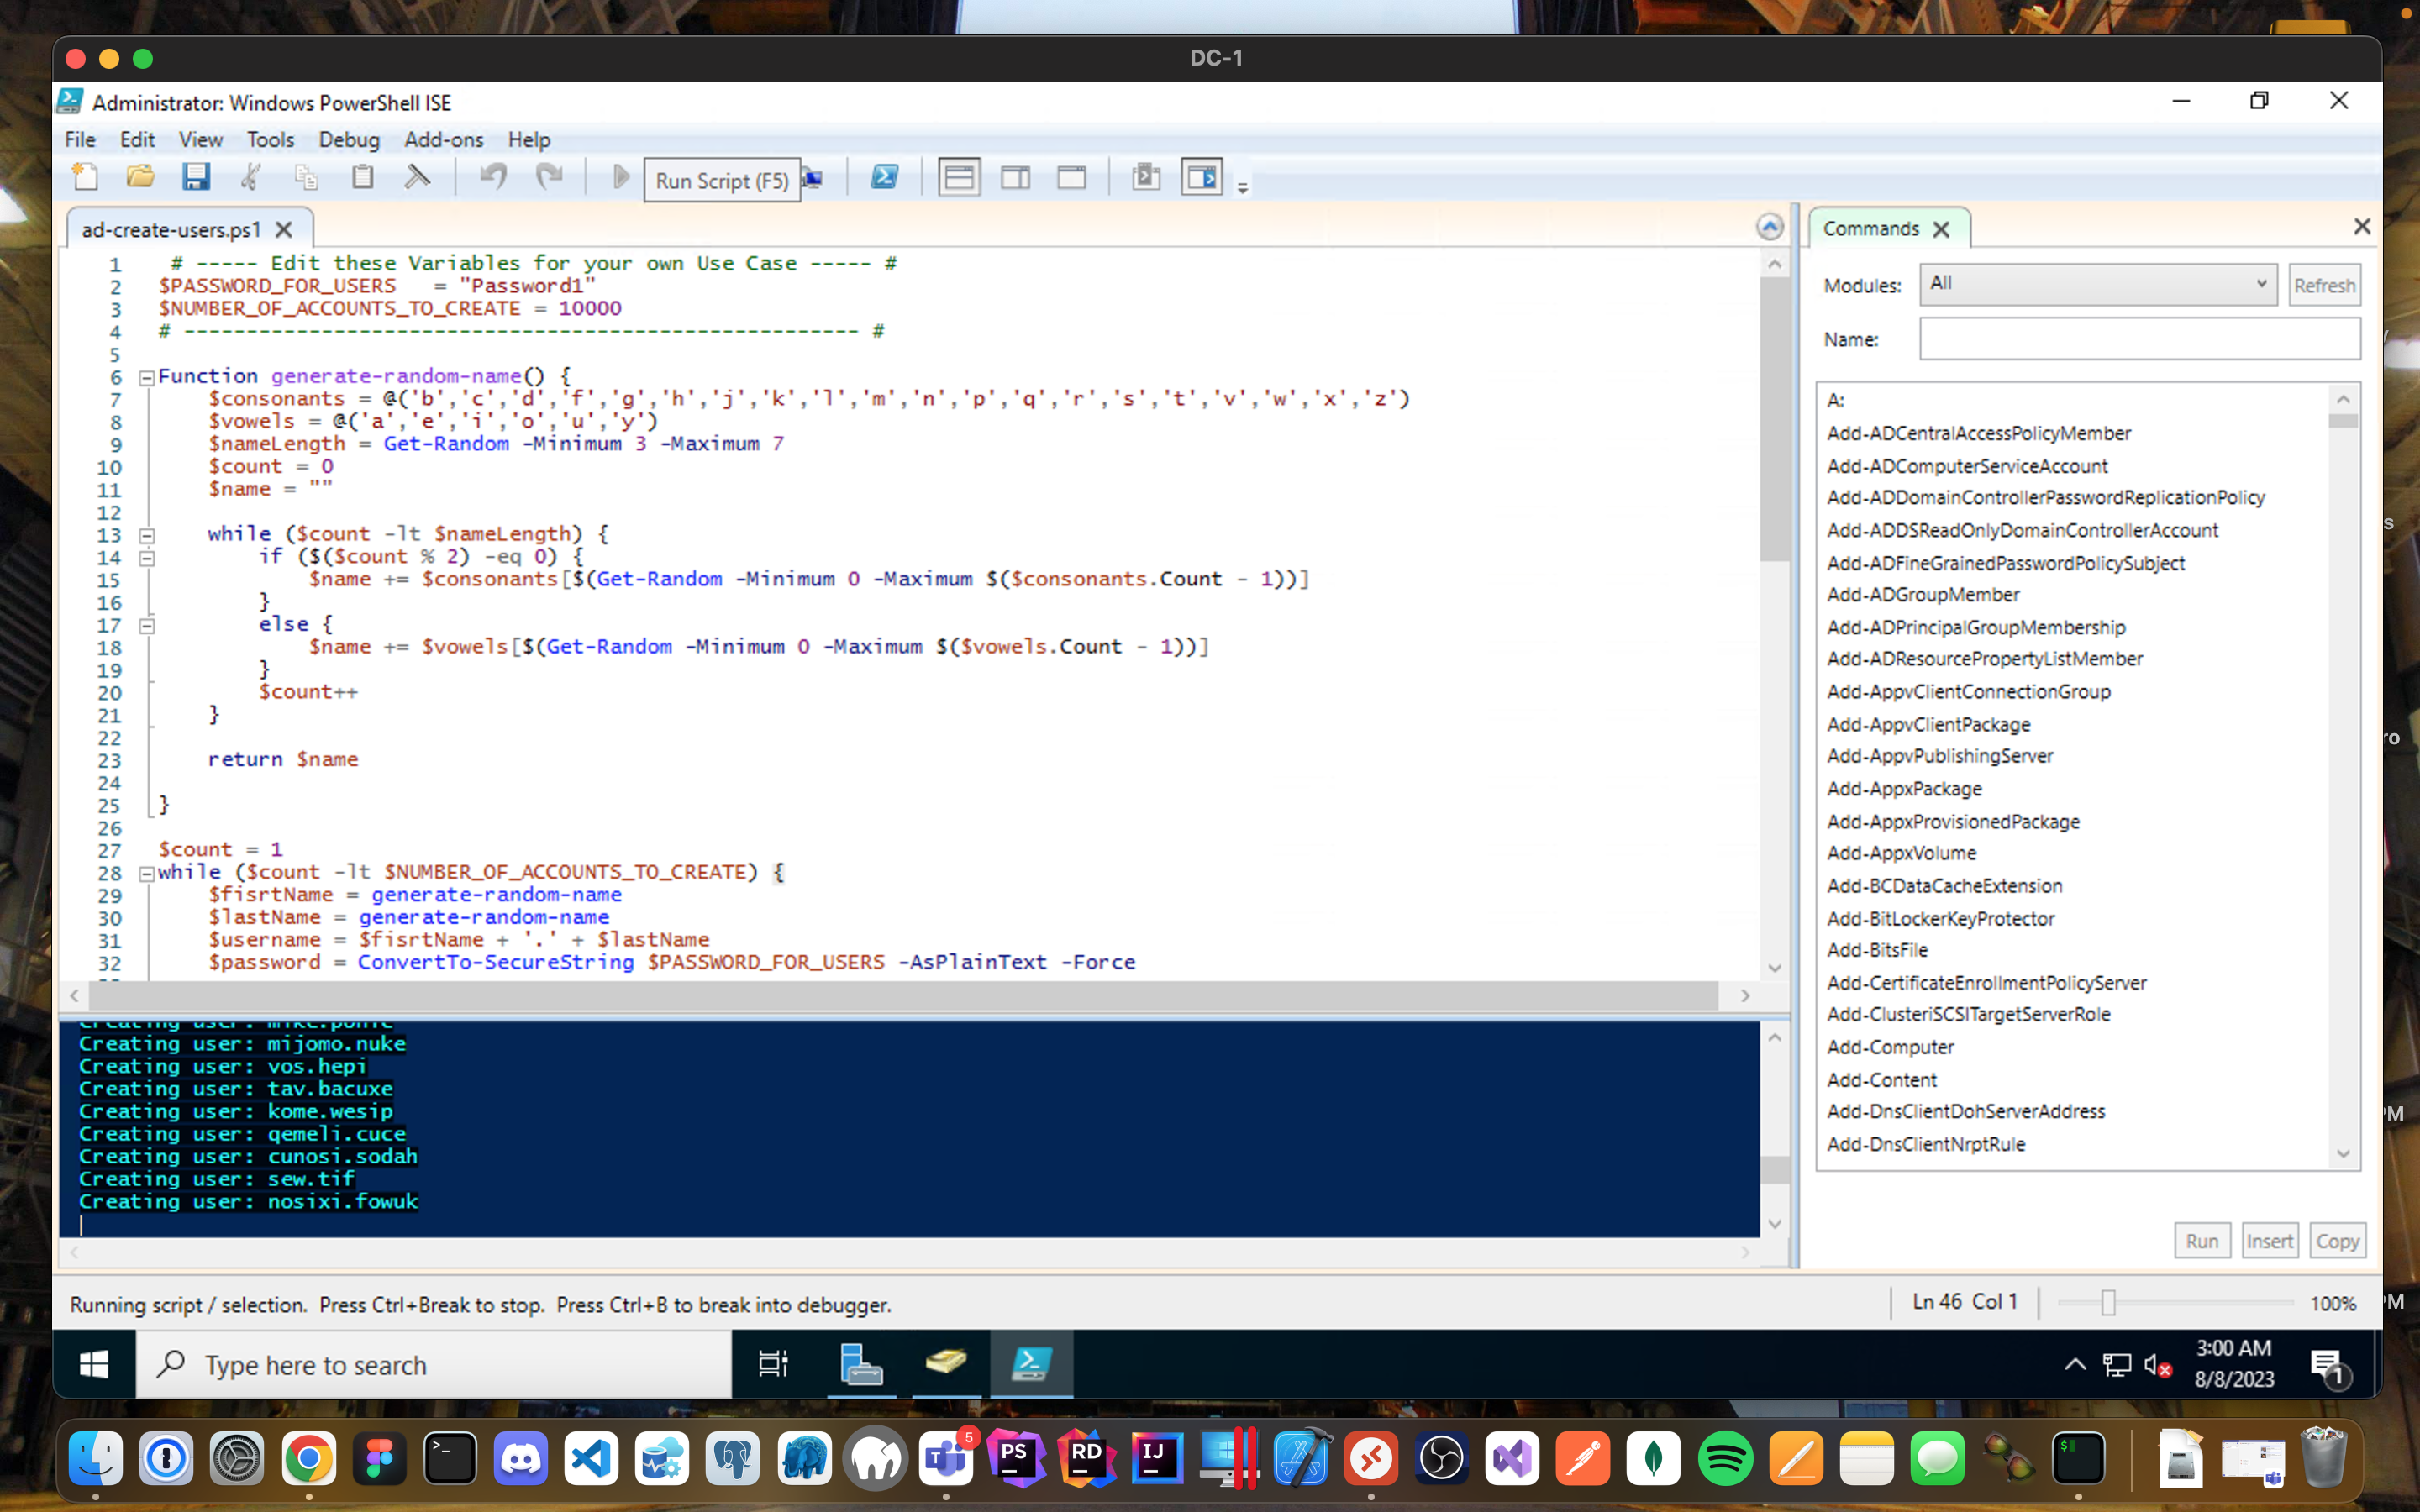 DC-1
Administrator: Windows PowerShell ISE
File Edit View Tools Debug Add-ons Help
Run Script (F5)
ad-create-users.ps1
1 # ----- Edit these Variables for your own Use Case ----- #
2 $PASSWORD_FOR_USERS = "Password1"
3 $NUMBER_OF_ACCOUNTS_TO_CREATE = 10000
4 # ------------------------------------------------------ #
5
6 Function generate-random-name() {
7 $consonants = @('b','c','d','f','g','h','j','k','l','m','n','p','q','r','s','t','v','w','x','z')
8 $vowels = @('a','e','i','o','u','y')
9 $nameLength = Get-Random -Minimum 3 -Maximum 7
10 $count = 0
11 $name = ""
12
13 while ($count -lt $nameLength) {
14 if ($($count % 2) -eq 0) {
15 $name += $consonants[$(Get-Random -Minimum 0 -Maximum $($consonants.Count - 1))]
16 }
17 else {
18 $name += $vowels[$(Get-Random -Minimum 0 -Maximum $($vowels.Count - 1))]
19 }
20 $count++
21 }
22
23 return $name
24
25 }
26
27 $count = 1
28 while ($count -lt $NUMBER_OF_ACCOUNTS_TO_CREATE) {
29 $fisrtName = generate-random-name
30 $lastName = generate-random-name
31 $username = $fisrtName + '.' + $lastName
32 $password = ConvertTo-SecureString $PASSWORD_FOR_USERS -AsPlainText -Force
Creating user:
Creating user: mijomo.nuke
Creating user: vos.hepi
Creating user: tav.bacuxe
Creating user: kome.wesip
Creating user: qemeli.cuce
Creating user: cunosi.sodah
Creating user: sew.tif
Creating user: nosixi.fowuk
Commands
Modules: All Refresh
Name:
A:
Add-ADCentralAccessPolicyMember
Add-ADComputerServiceAccount
Add-ADDomainControllerPasswordReplicationPolicy
Add-ADDSReadOnlyDomainControllerAccount
Add-ADFineGrainedPasswordPolicySubject
Add-ADGroupMember
Add-ADPrincipalGroupMembership
Add-ADResourcePropertyListMember
Add-AppvClientConnectionGroup
Add-AppvClientPackage
Add-AppvPublishingServer
Add-AppxPackage
Add-AppxProvisionedPackage
Add-AppxVolume
Add-BCDataCacheExtension
Add-BitLockerKeyProtector
Add-BitsFile
Add-CertificateEnrollmentPolicyServer
Add-ClusteriSCSITargetServerRole
Add-Computer
Add-Content
Add-DnsClientDohServerAddress
Add-DnsClientNrptRule
Run Insert Copy
Running script / selection. Press Ctrl+Break to stop. Press Ctrl+B to break into debugger.
Ln 46 Col 1
100%
Type here to search
3:00 AM
8/8/2023
1
5
PS
RD
IJ